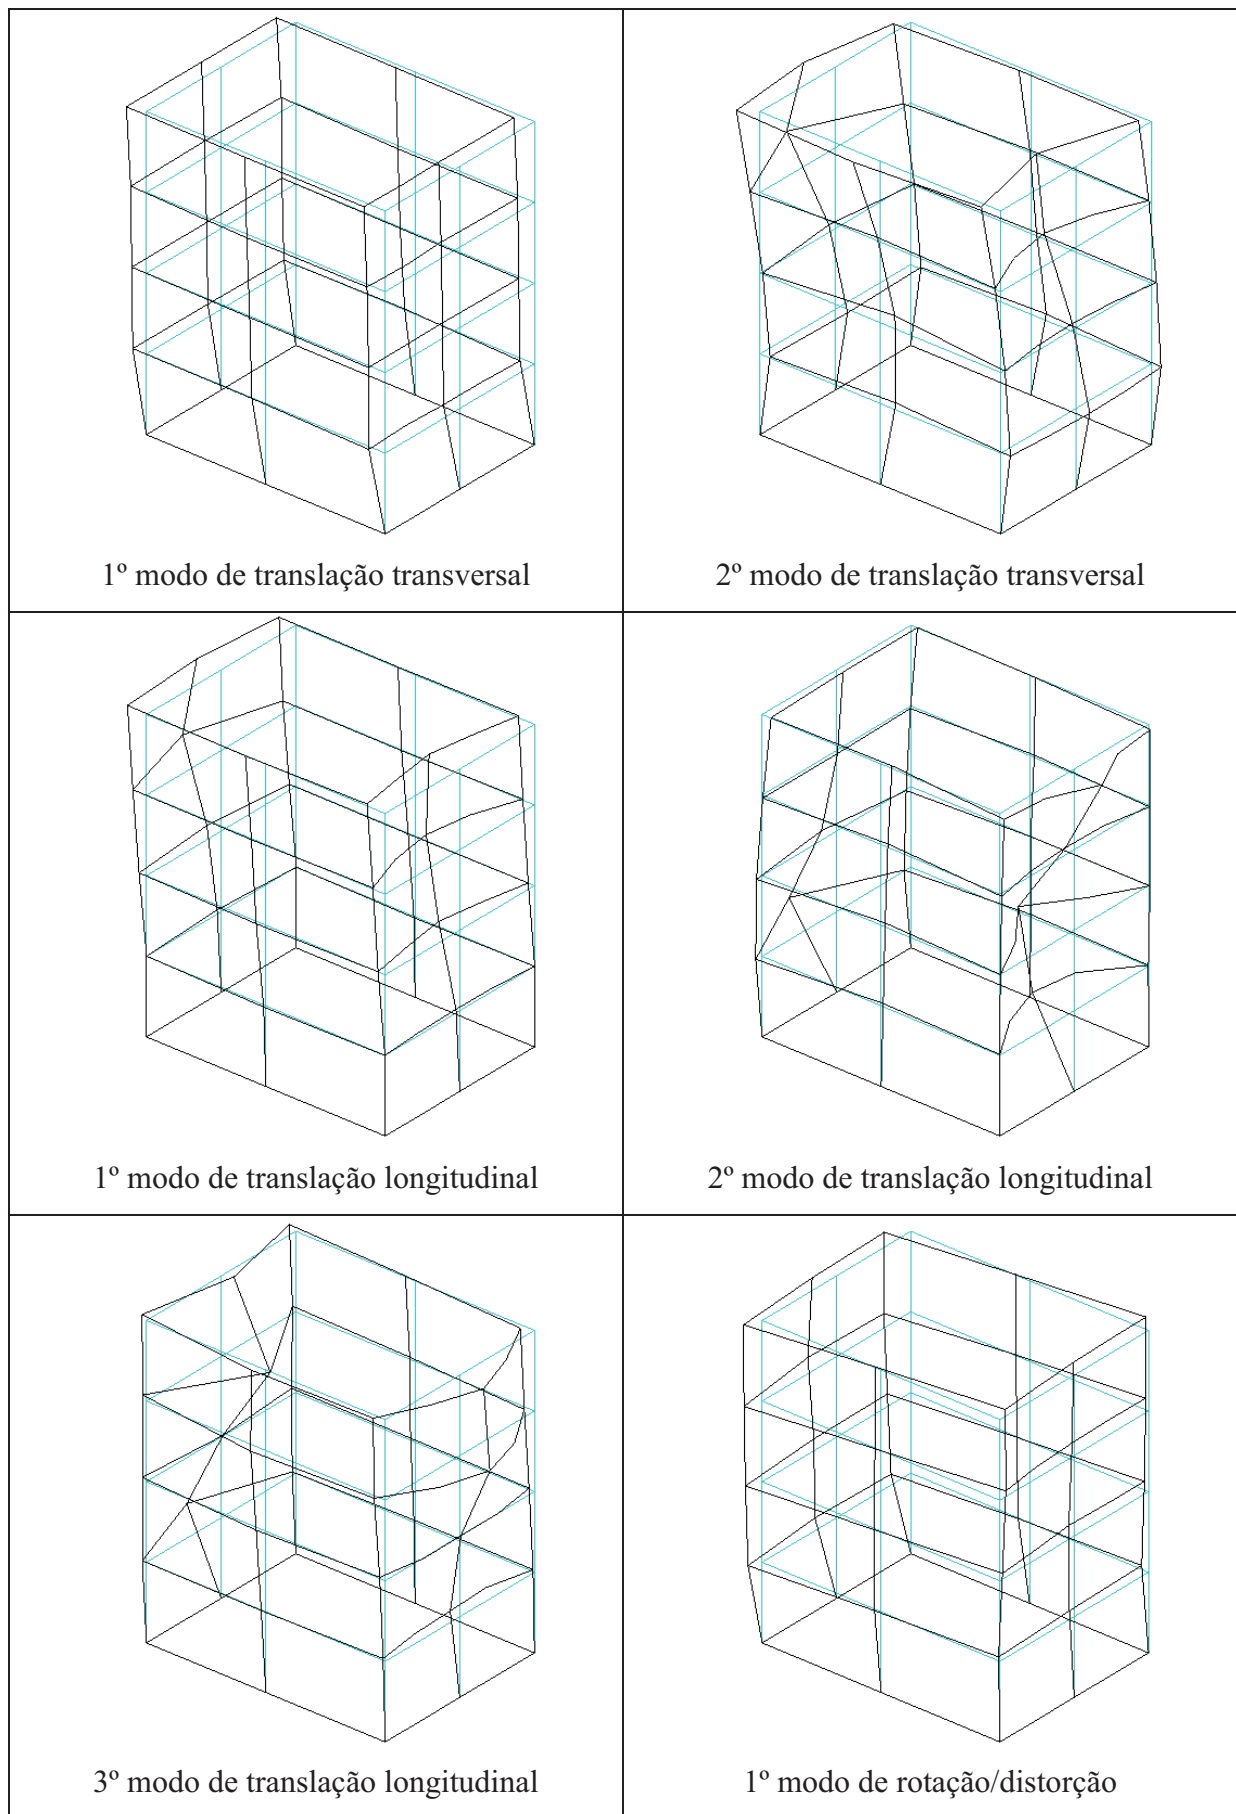 1º modo de translação transversal
2º modo de translação transversal
1º modo de translação longitudinal
2º modo de translação longitudinal
3º modo de translação longitudinal
1º modo de rotação/distorção